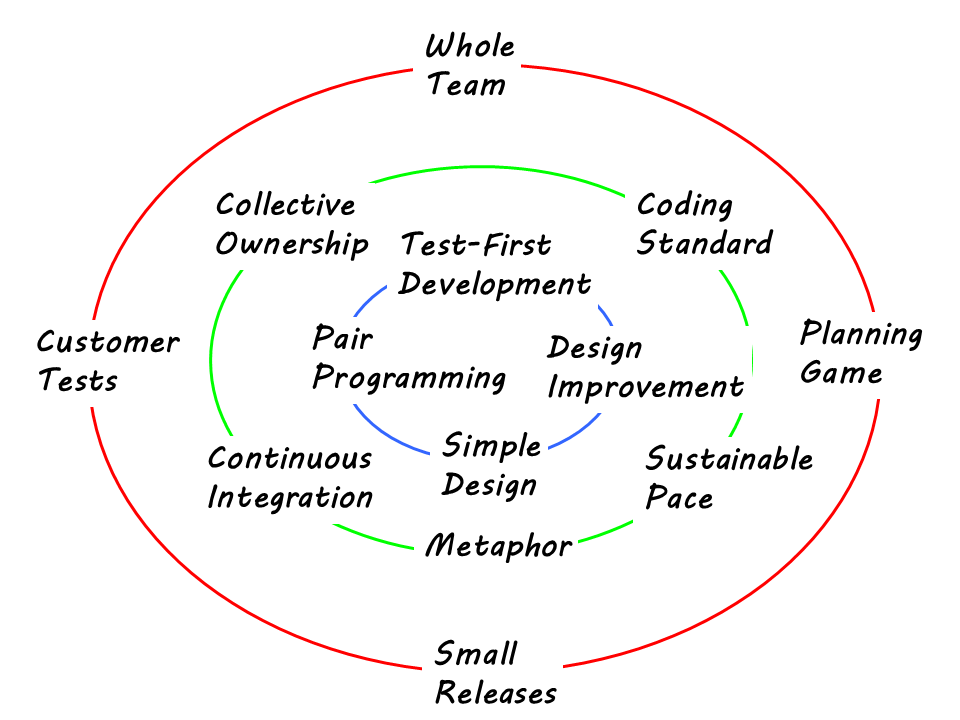 Whole
Team
Collective
Ownership
Coding
Standard
Test-First
Development
Customer
Tests
Pair
Programming
Design
Improvement
Planning
Game
Continuous
Integration
Simple
Design
Sustainable
Pace
Metaphor
Small
Releases